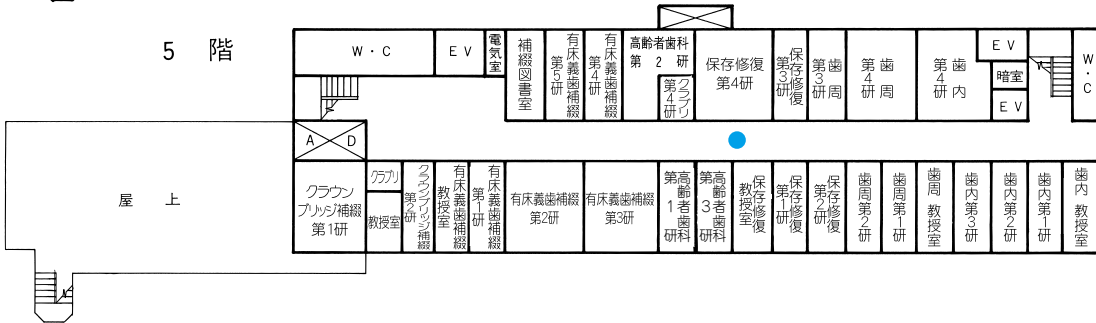 5 階
W・C
EV
電気室
補綴図書室
有床義歯補綴
第5研
有床義歯補綴
第4研
高齢者歯科
第2研
クラブリ
第4研
保存修復
第4研
保存修復
第3研
歯周
第3研
歯周
第4研
歯内
第4研
EV
暗室
EV
W・C
屋上
A D
クラウン
ブリッジ補綴
第1研
クラブリ
教授室
クラウンブリッジ補綴
第2研
有床義歯補綴
教授室
有床義歯補綴
第1研
有床義歯補綴
第2研
有床義歯補綴
第3研
高齢者歯科
第1研
高齢者歯科
第3研
保存修復
教授室
保存修復
第1研
保存修復
第2研
歯周第2研
歯周第1研
歯周 教授室
歯内第3研
歯内第2研
歯内第1研
歯内 教授室